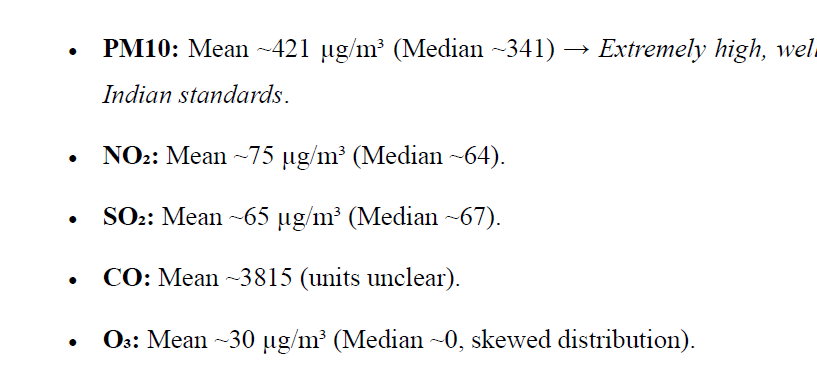 • PM10: Mean ~421 µg/m³ (Median ~341) → Extremely high, well
Indian standards.
• NO₂: Mean ~75 µg/m³ (Median ~64).
• SO₂: Mean ~65 µg/m³ (Median ~67).
• CO: Mean ~3815 (units unclear).
• O₃: Mean ~30 µg/m³ (Median ~0, skewed distribution).